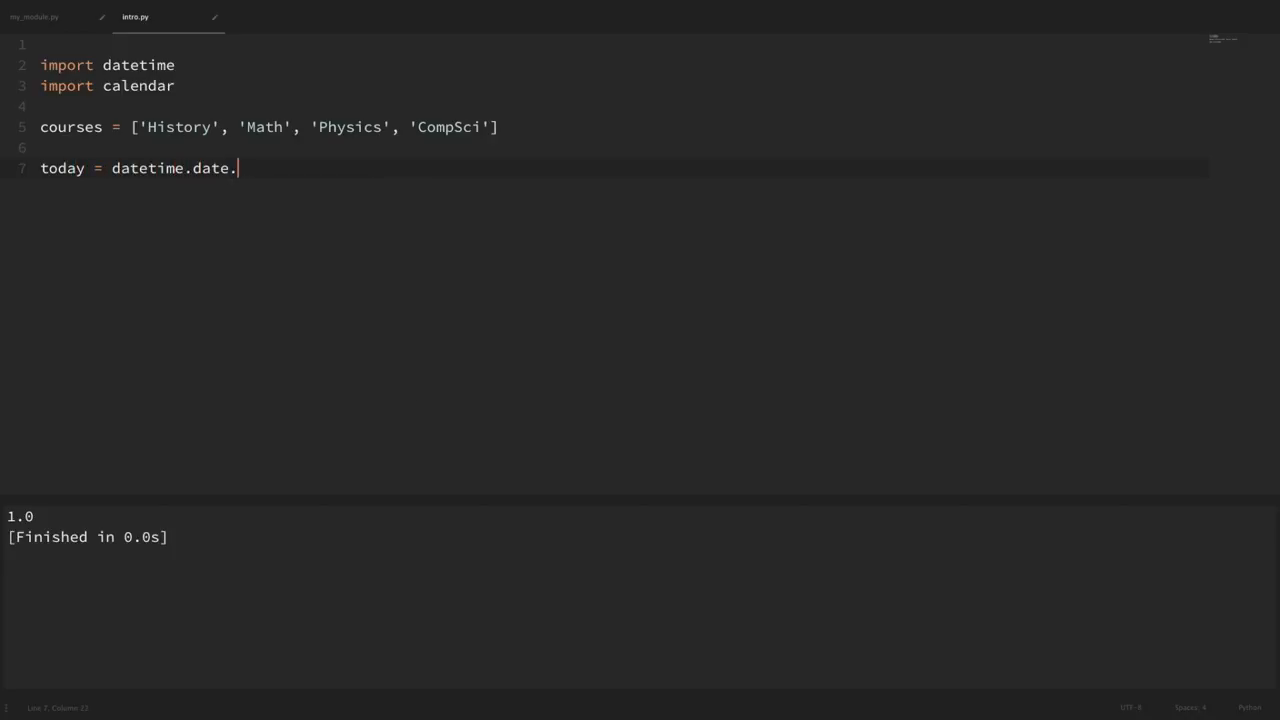 my_module.py
intro.py
1
2 import datetime
3 import calendar
4
5 courses = ['History', 'Math', 'Physics', 'CompSci']
6
7 today = datetime.date.
1.0
[Finished in 0.0s]
Line 7, Column 23
UTF-8
Spaces: 4
Python